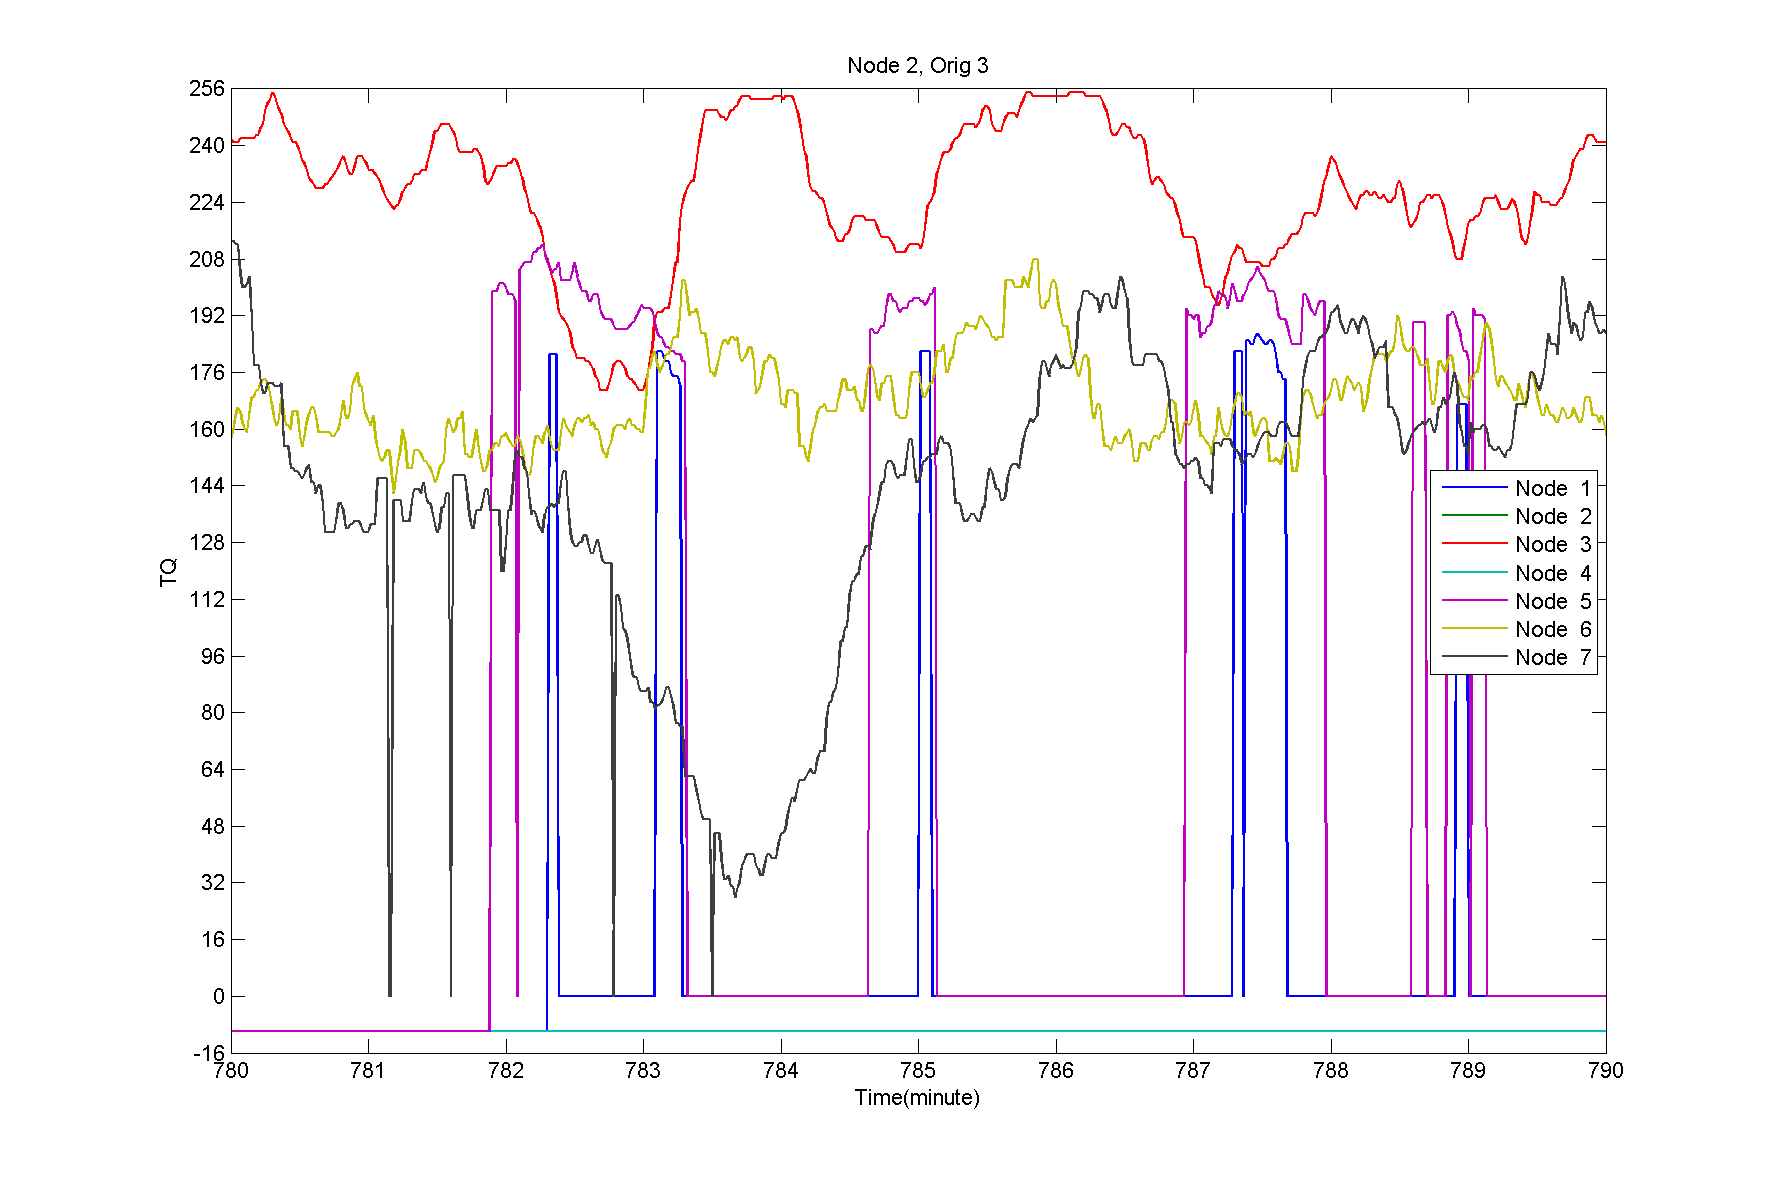 Node 2, Orig 3
256
240
224
208
192
176
160
144
128
112
96
80
64
48
32
16
0
-16
TQ
Node 1
Node 2
Node 3
Node 4
Node 5
Node 6
Node 7
780 781 782 783 784 785 786 787 788 789 790
Time(minute)